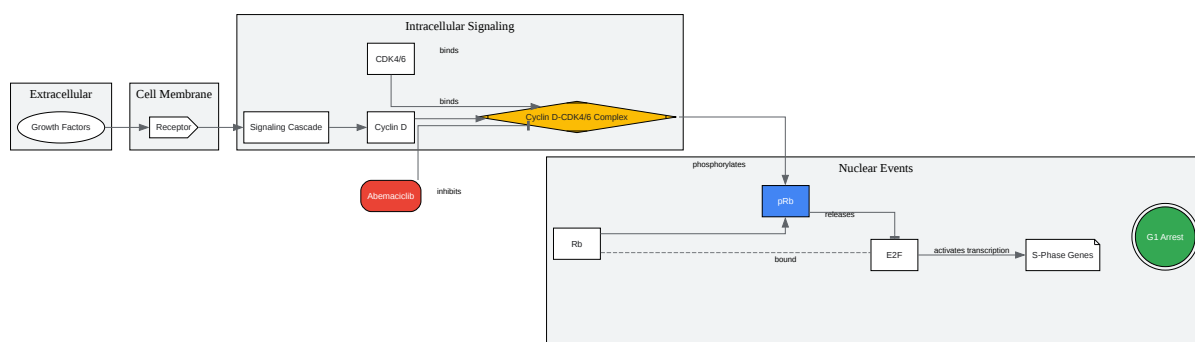 Intracellular Signaling
CDK4/6
binds
Extracellular
Cell Membrane
binds
Growth Factors
Receptor
Signaling Cascade
Cyclin D
Cyclin D-CDK4/6 Complex
phosphorylates
Nuclear Events
Abemaciclib
inhibits
pRb
releases
Rb
bound
E2F
activates transcription
S-Phase Genes
G1 Arrest